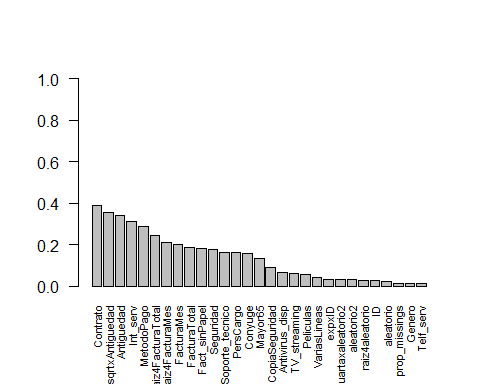 1.0
0.8
0.6
0.4
0.2
0.0
Contrato
sqrtxAntiguedad
Antiguedad
Int_serv
MetodoPago
aiz4FacturaTotal
aiz4FacturaMes
FacturaMes
FacturaTotal
Fact_sinPapel
Seguridad
Soporte_tecnico
PersCargo
Conyuge
Mayor65
CopiaSeguridad
Antivirus_disp
TV_streaming
Peliculas
VariasLineas
expxID
uartaxaleatorio2
aleatorio2
raiz4aleatorio
ID
aleatorio
prop_missings
Genero
Telf_serv